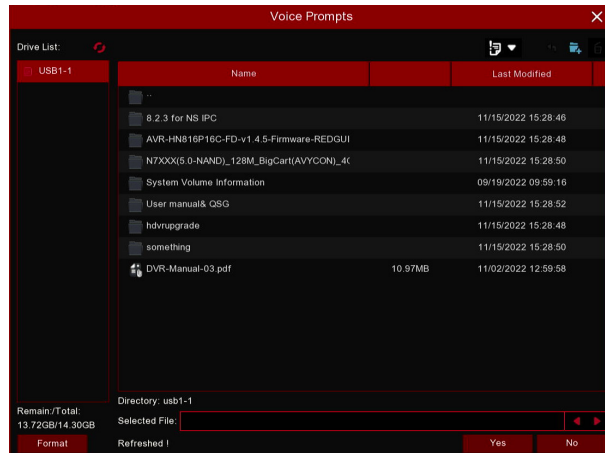 Voice Prompts
Drive List:
USB1-1
Name Last Modified
..
8.2.3 for NS IPC 11/15/2022 15:28:46
AVR-HN816P16C-FD-v1.4.5-Firmware-REDGUI 11/15/2022 15:28:48
N7XXX(5.0-NAND)_128M_BigCart(AVYCON)_4( 11/15/2022 15:28:50
System Volume Information 09/19/2022 09:59:16
User manual& QSG 11/15/2022 15:28:52
hdvrupgrade 11/15/2022 15:28:48
something 11/15/2022 15:28:50
DVR-Manual-03.pdf 10.97MB 11/02/2022 12:59:58
Directory: usb1-1
Remain:/Total:
13.72GB/14.30GB
Selected File:
Format Refreshed ! Yes No